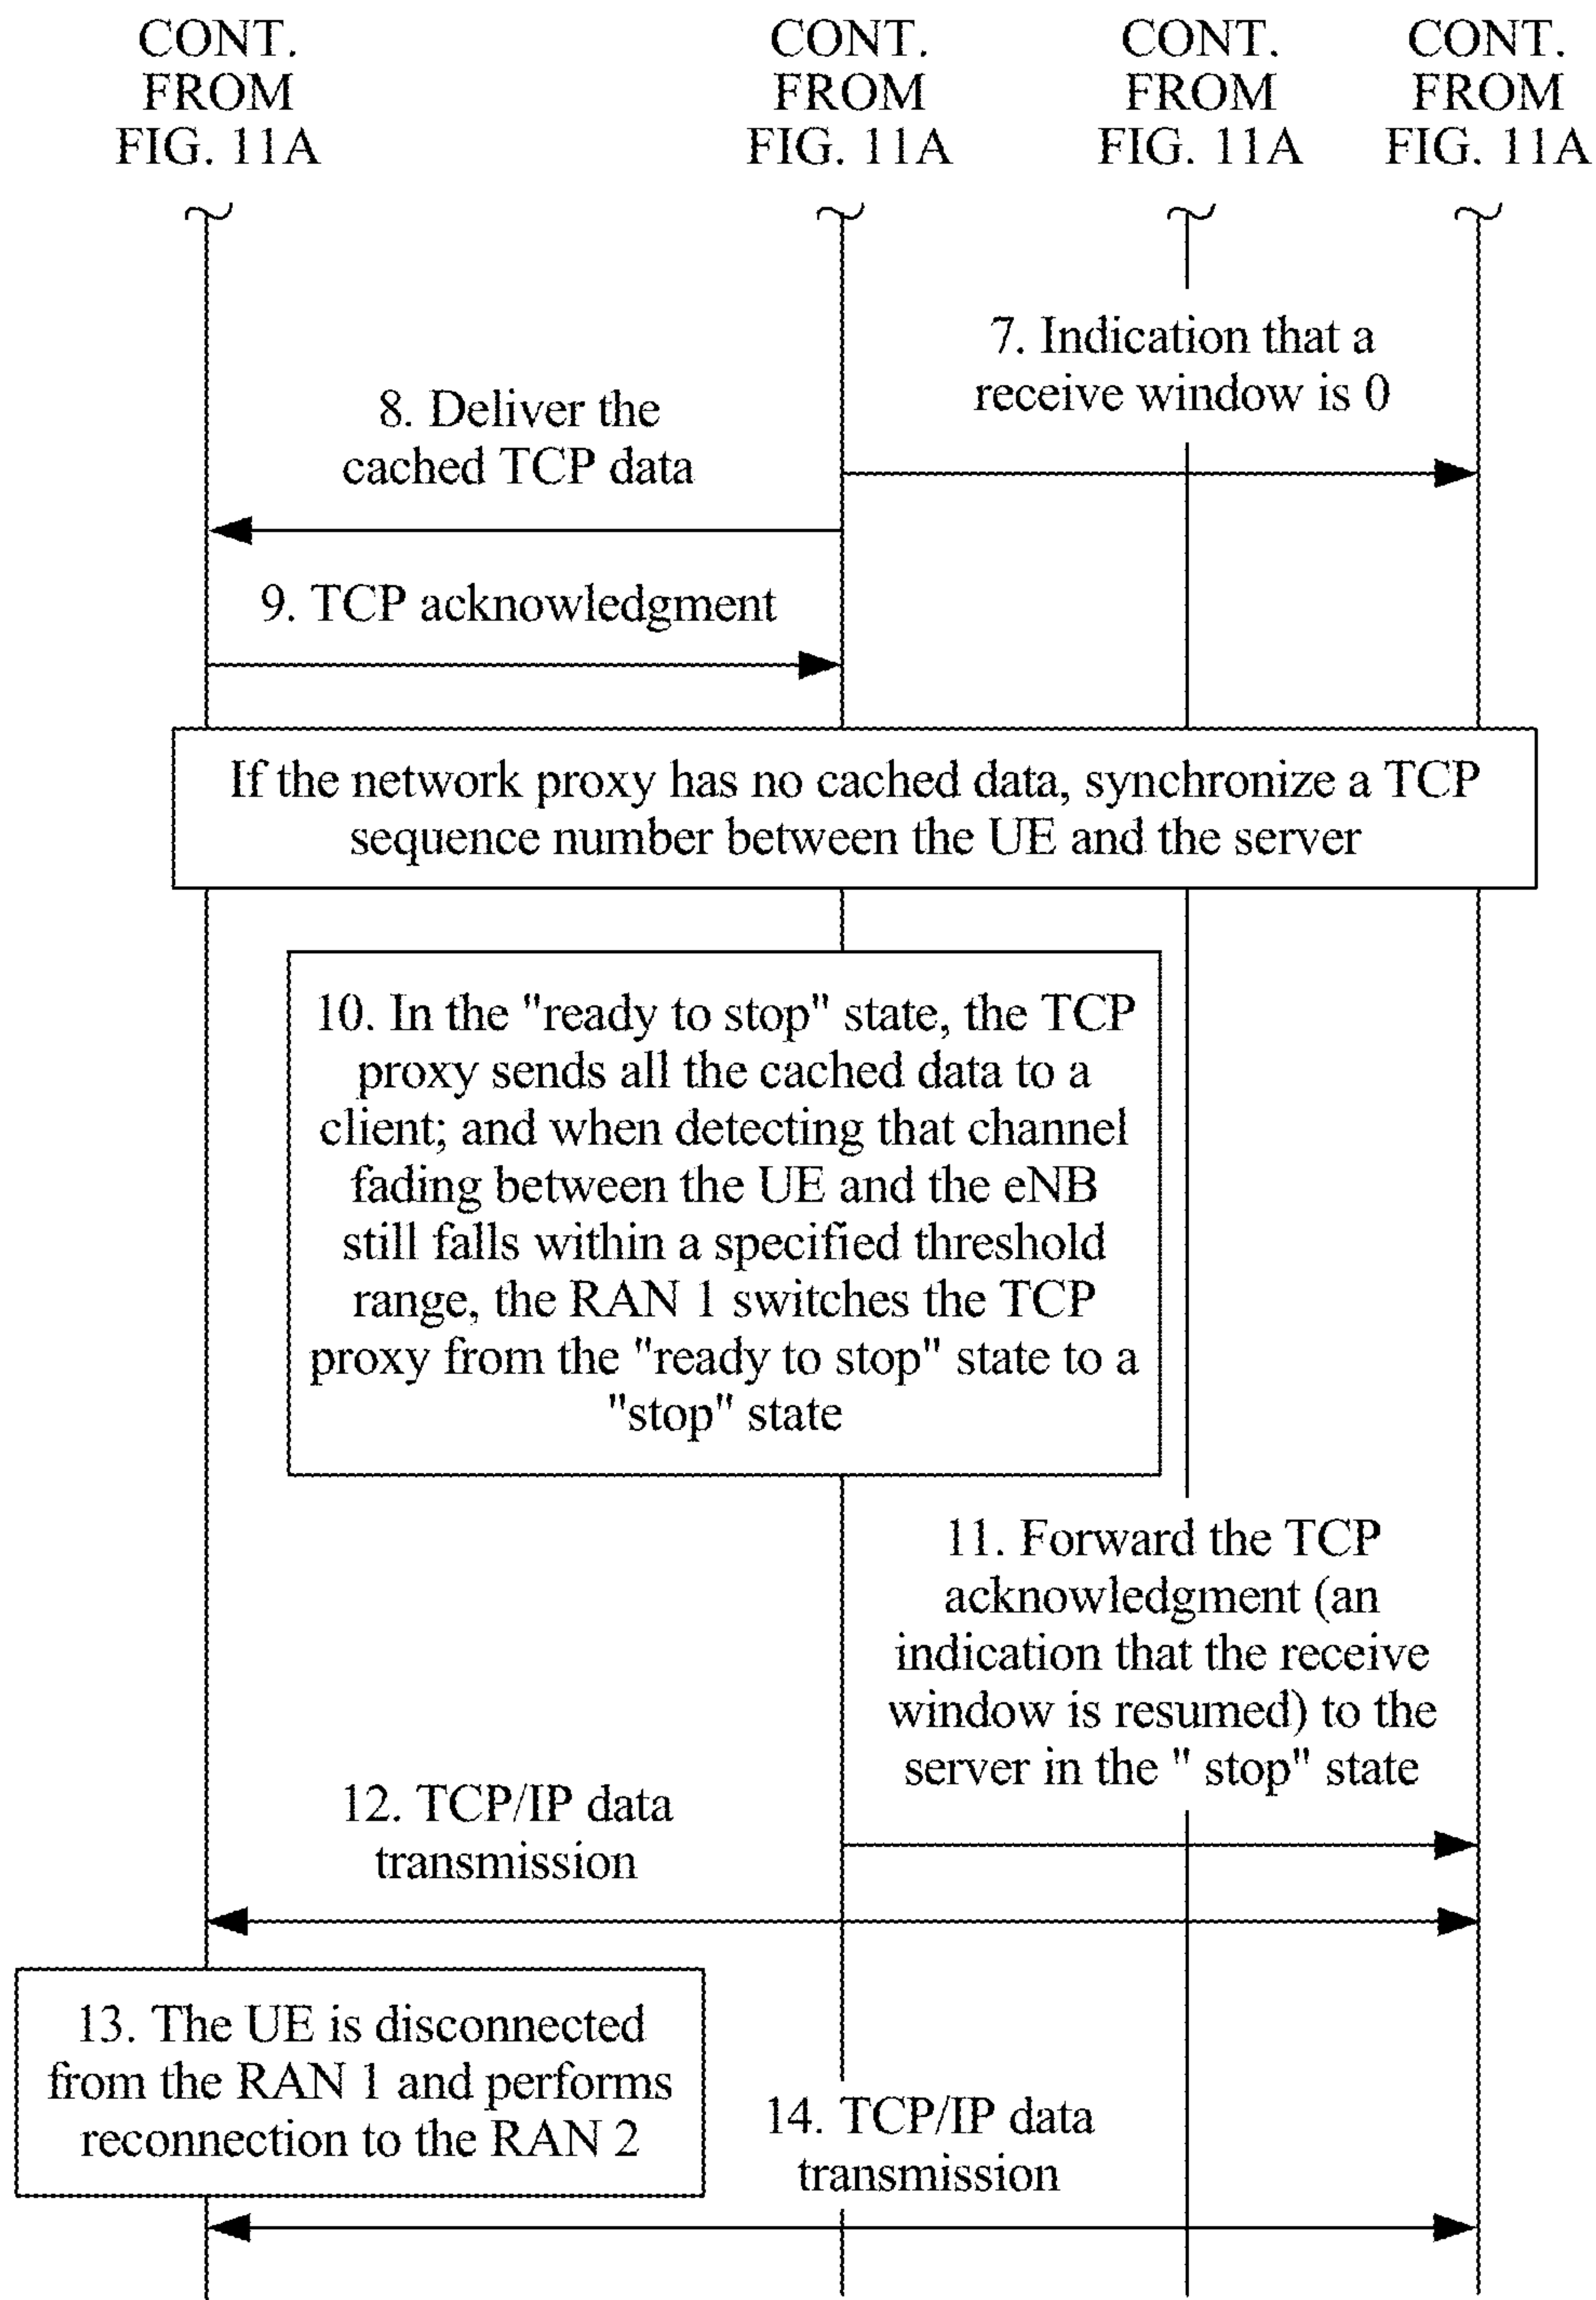 CONT.
FROM
FIG. 11A
CONT.
FROM
FIG. 11A
CONT.
FROM
FIG. 11A
CONT.
FROM
FIG. 11A
7. Indication that a
receive window is 0
8. Deliver the
cached TCP data
9. TCP acknowledgment
If the network proxy has no cached data, synchronize a TCP
sequence number between the UE and the server
10. In the "ready to stop" state, the TCP
proxy sends all the cached data to a
client; and when detecting that channel
fading between the UE and the eNB
still falls within a specified threshold
range, the RAN 1 switches the TCP
proxy from the "ready to stop" state to a
"stop" state
11. Forward the TCP
acknowledgment (an
indication that the receive
window is resumed) to the
server in the " stop" state
12. TCP/IP data
transmission
13. The UE is disconnected
from the RAN 1 and performs
reconnection to the RAN 2
14. TCP/IP data
transmission